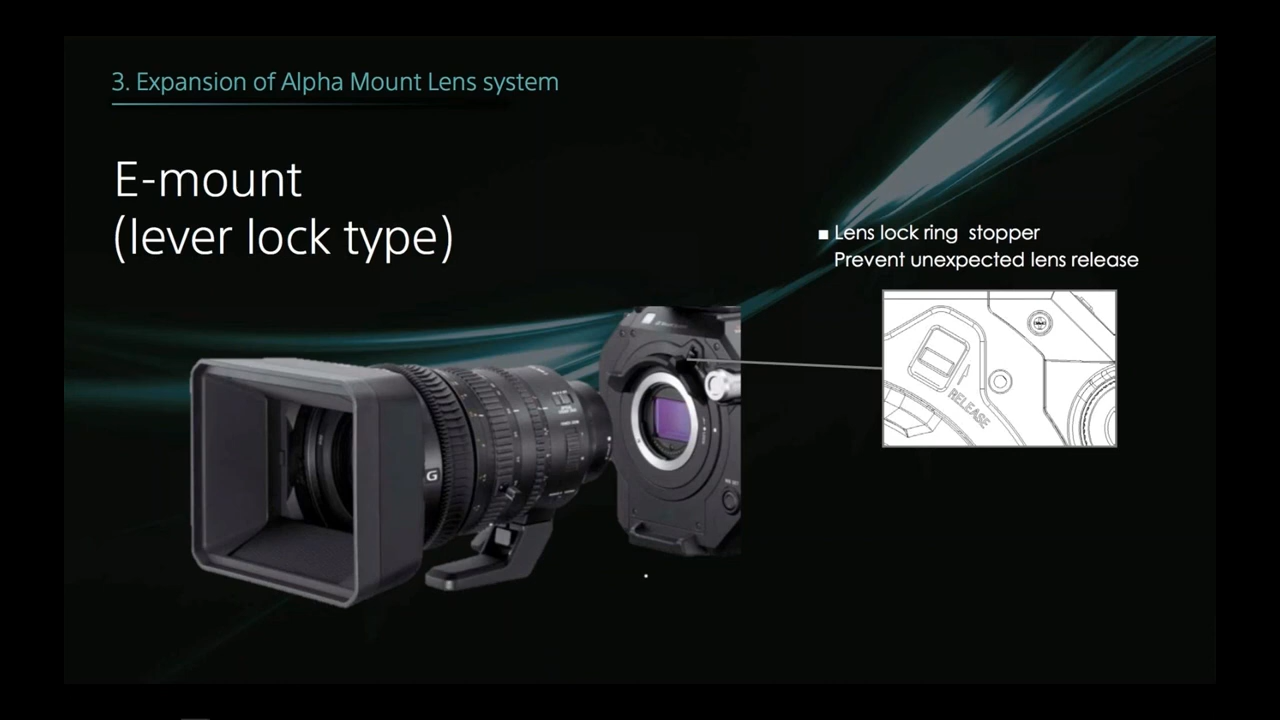 3. Expansion of Alpha Mount Lens system
E-mount
(lever lock type)
Lens lock ring stopper
Prevent unexpected lens release
RELEASE
G